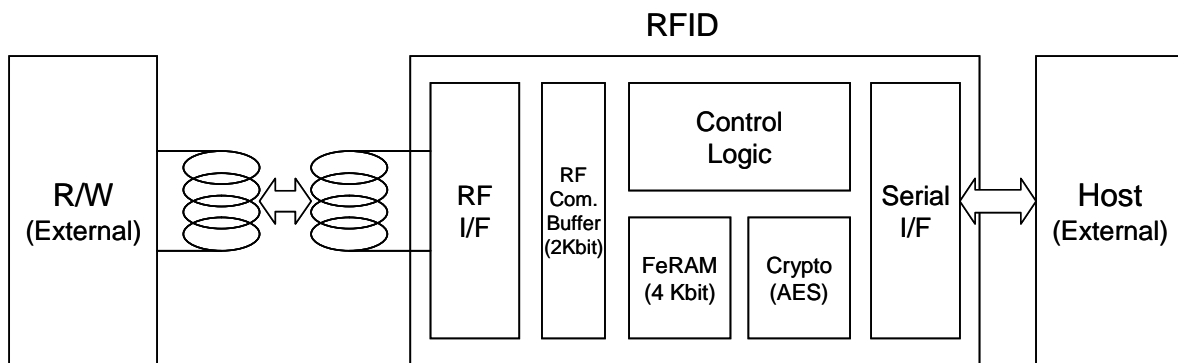 RFID
R/W
(External)
RF
I/F
RF
Com.
Buffer
(2Kbit)
Control
Logic
FeRAM
(4 Kbit)
Crypto
(AES)
Serial
I/F
Host
(External)